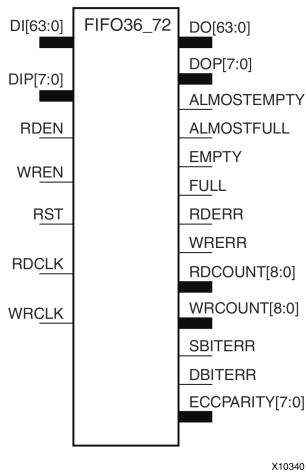 FIFO36_72
DI[63:0]
DIP[7:0]
RDEN
WREN
RST
RDCLK
WRCLK
DO[63:0]
DOP[7:0]
ALMOSTEMPTY
ALMOSTFULL
EMPTY
FULL
RDERR
WRERR
RDCOUNT[8:0]
WRCOUNT[8:0]
SBITERR
DBITERR
ECCPARITY[7:0]
X10340